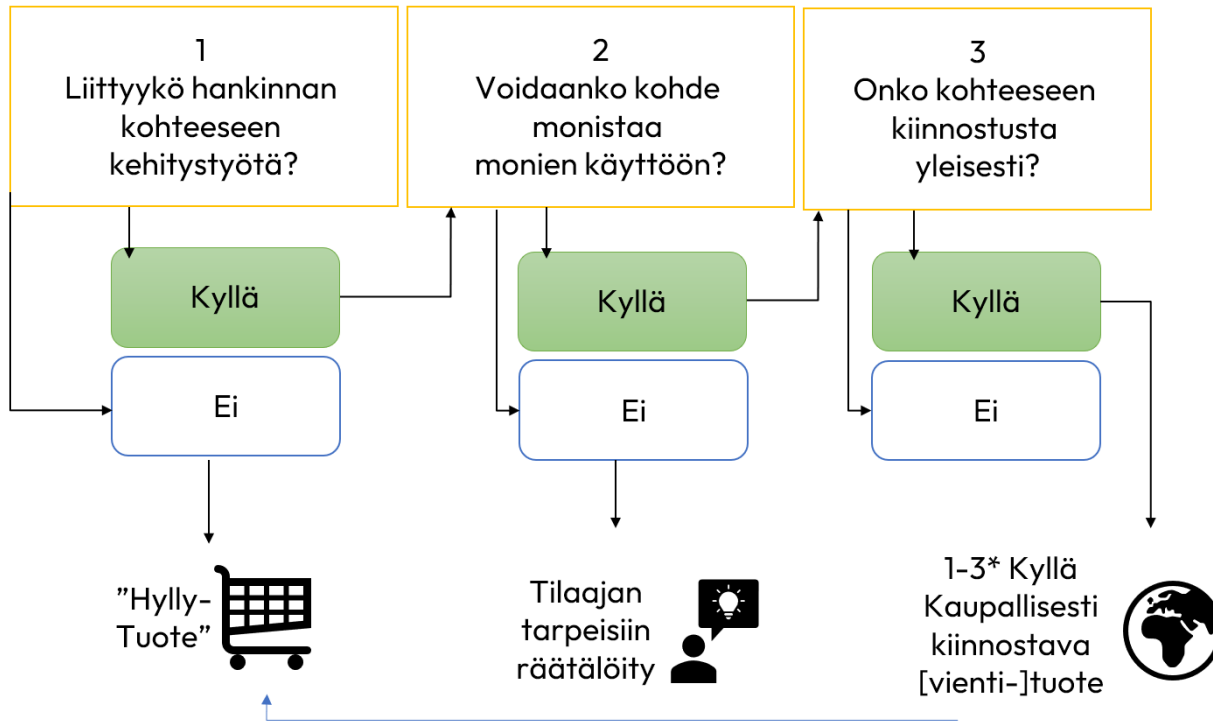 1
Liittyykö hankinnan
kohteeseen
kehitystyötä?
2
Voidaanko kohde
monistaa
monien käyttöön?
3
Onko kohteeseen
kiinnostusta
yleisesti?
Kyllä
Kyllä
Kyllä
Ei
Ei
Ei
”Hylly-
Tuote”
Tilaajan
tarpeisiin
räätälöity
1-3* Kyllä
Kaupallisesti
kiinnostava
[vienti-]tuote